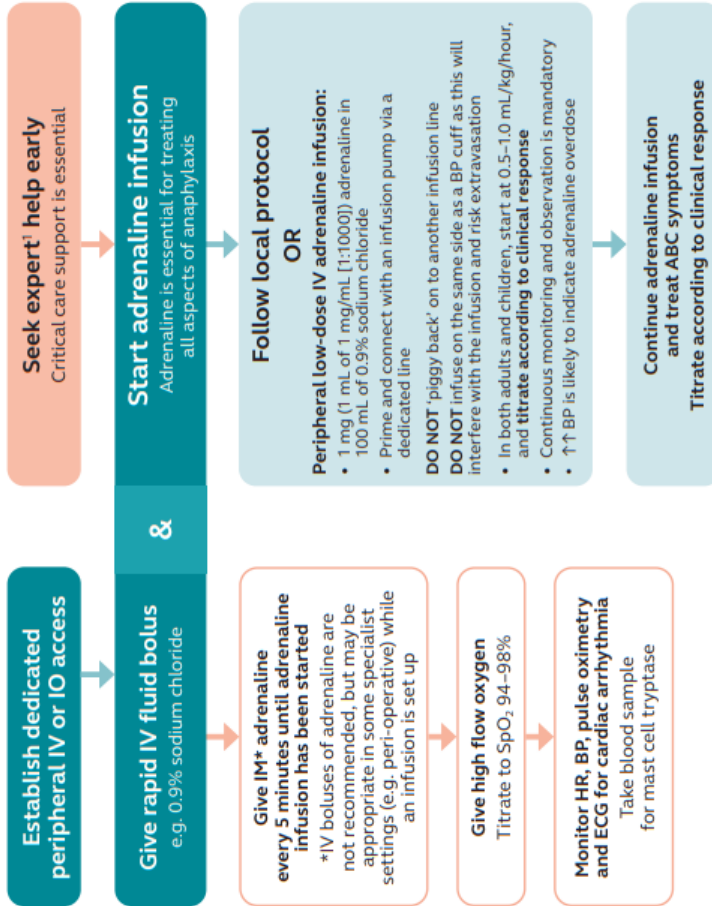 Establish dedicated
peripheral IV or IO access
Seek expert¹ help early
Critical care support is essential
Give rapid IV fluid bolus
e.g. 0.9% sodium chloride
&
Start adrenaline infusion
Adrenaline is essential for treating
all aspects of anaphylaxis
Give IM* adrenaline
every 5 minutes until adrenaline
infusion has been started
*IV boluses of adrenaline are
not recommended, but may be
appropriate in some specialist
settings (e.g. peri-operative) while
an infusion is set up
Give high flow oxygen
Titrate to SpO₂ 94–98%
Monitor HR, BP, pulse oximetry
and ECG for cardiac arrhythmia
Take blood sample
for mast cell tryptase
Follow local protocol
OR
Peripheral low-dose IV adrenaline infusion:
• 1 mg (1 mL of 1 mg/mL [1:1000]) adrenaline in
100 mL of 0.9% sodium chloride
• Prime and connect with an infusion pump via a
dedicated line
DO NOT 'piggy back' on to another infusion line
DO NOT infuse on the same side as a BP cuff as this will
interfere with the infusion and risk extravasation
• In both adults and children, start at 0.5–1.0 mL/kg/hour,
and titrate according to clinical response
• Continuous monitoring and observation is mandatory
• ↑↑ BP is likely to indicate adrenaline overdose
Continue adrenaline infusion
and treat ABC symptoms
Titrate according to clinical response